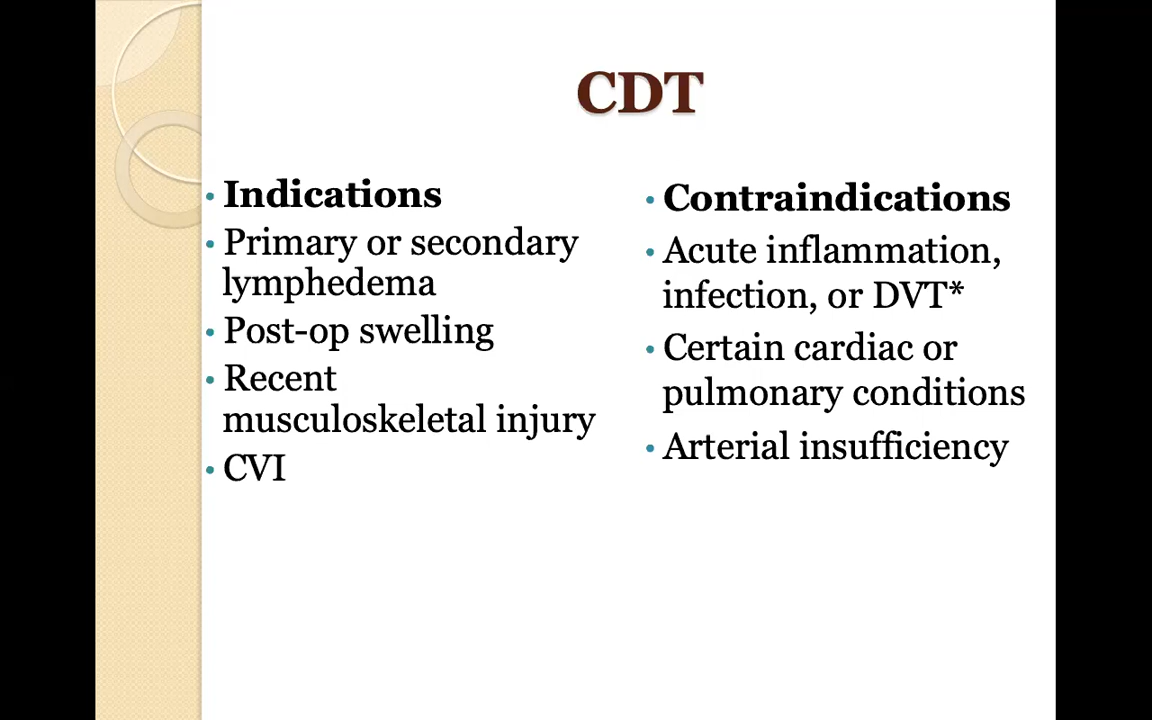 CDT
• Indications
• Primary or secondary
lymphedema
• Post-op swelling
• Recent
musculoskeletal injury
• CVI
• Contraindications
• Acute inflammation,
infection, or DVT*
• Certain cardiac or
pulmonary conditions
• Arterial insufficiency